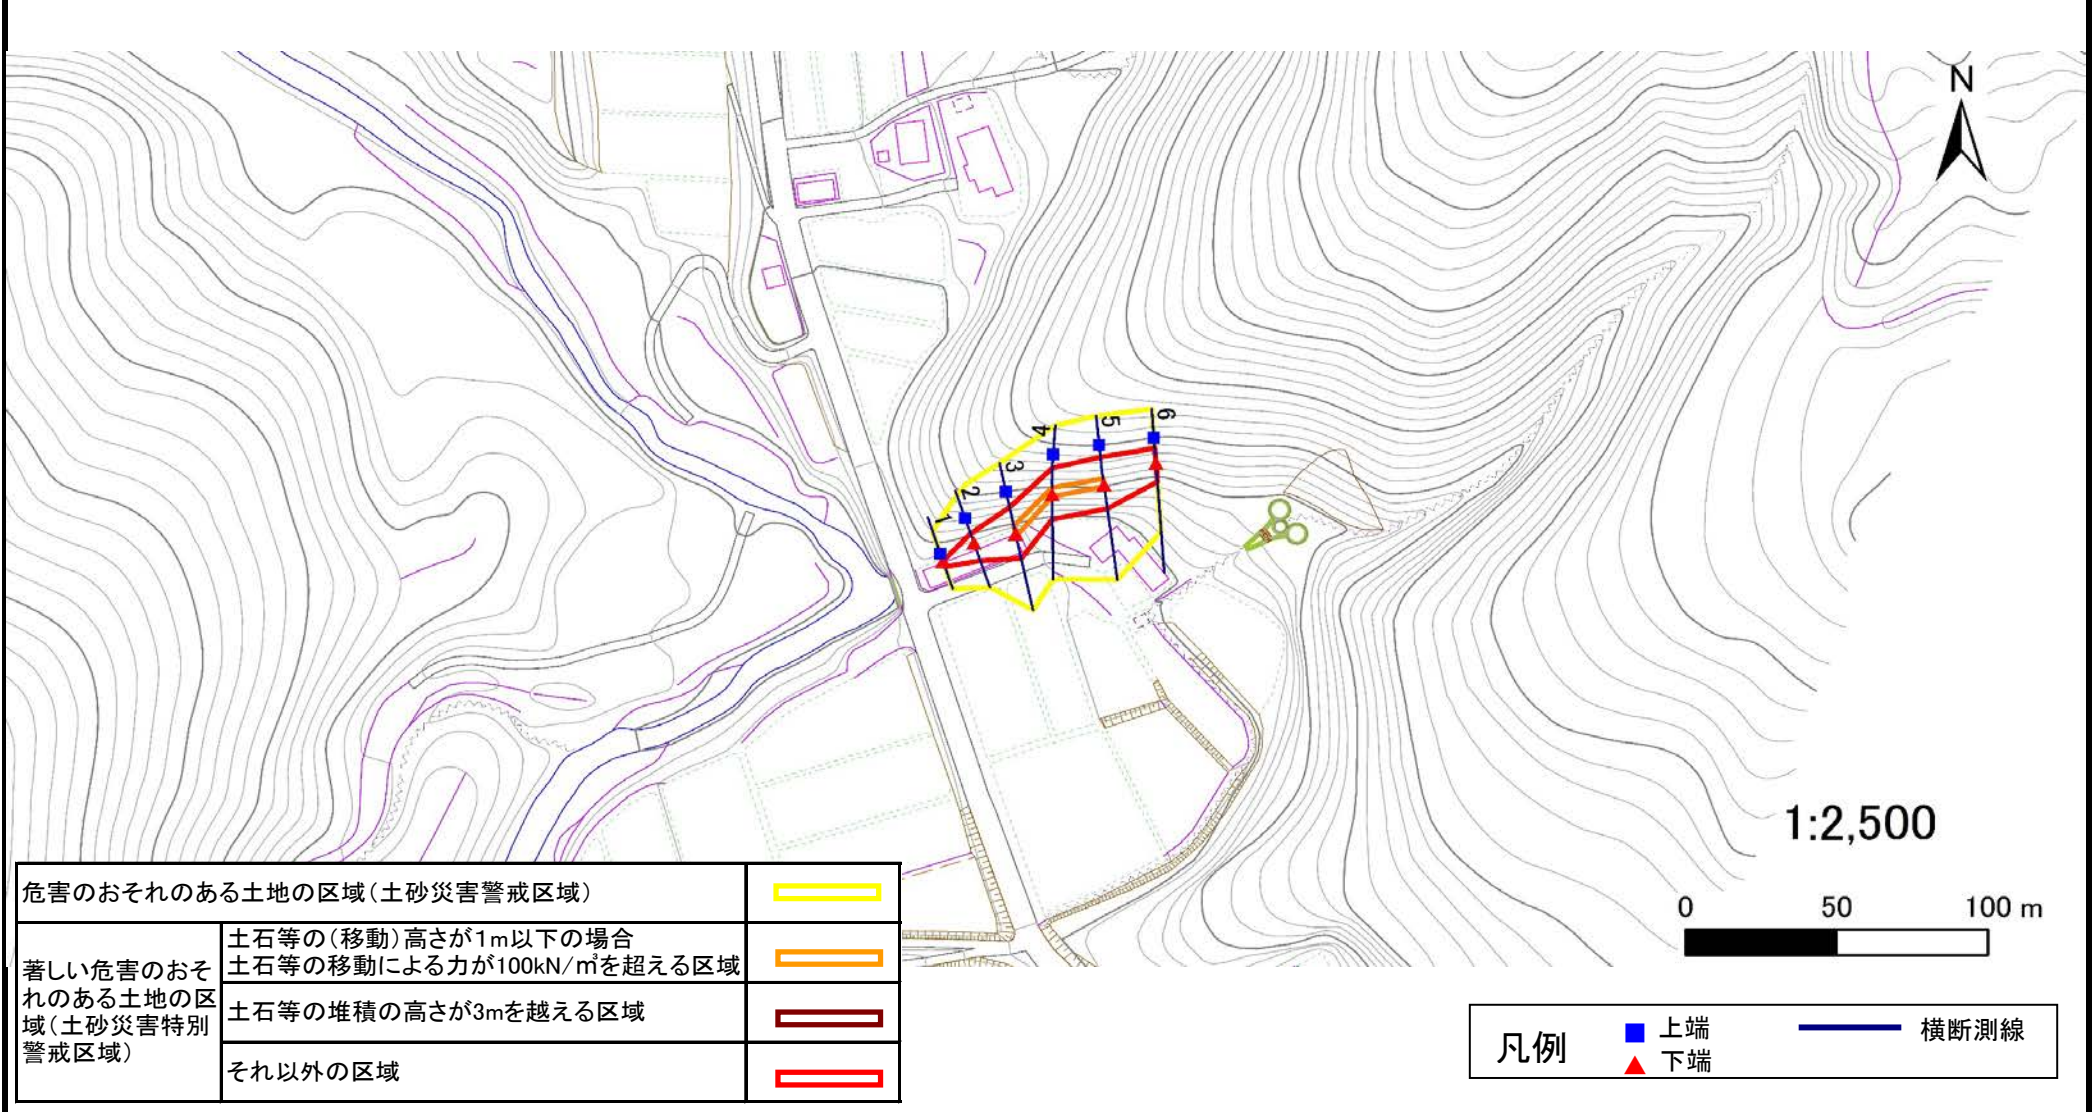 N
6
5
4
3
2
1
1:2,500
0 50 100 m
危害のおそれのある土地の区域(土砂災害警戒区域)
著しい危害のおそ
れのある土地の区
域(土砂災害特別
警戒区域)
土石等の(移動)高さが1m以下の場合
土石等の移動による力が100kN/㎥を超える区域
土石等の堆積の高さが3mを越える区域
それ以外の区域
凡例
上端
下端
横断測線